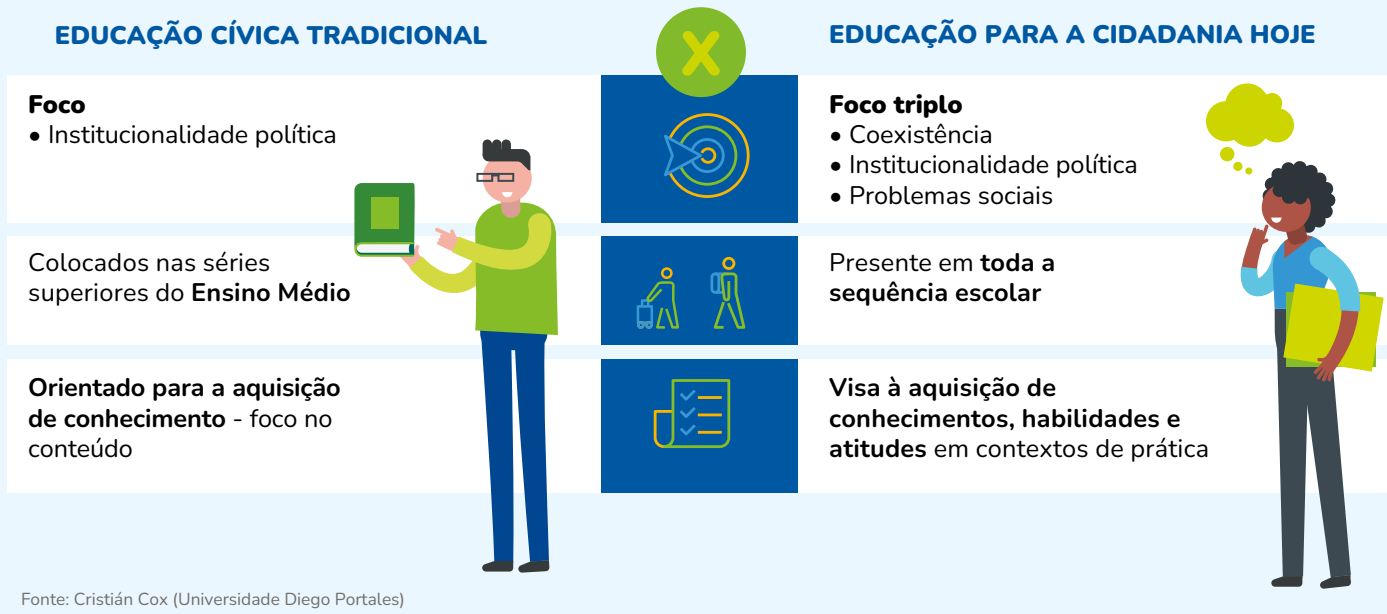 EDUCAÇÃO CÍVICA TRADICIONAL
X
EDUCAÇÃO PARA A CIDADANIA HOJE
Foco
• Institucionalidade política
Foco triplo
• Coexistência
• Institucionalidade política
• Problemas sociais
Colocados nas séries
superiores do Ensino Médio
Presente em toda a
sequência escolar
Orientado para a aquisição
de conhecimento - foco no
conteúdo
Visa à aquisição de
conhecimentos, habilidades e
atitudes em contextos de prática
Fonte: Cristián Cox (Universidade Diego Portales)